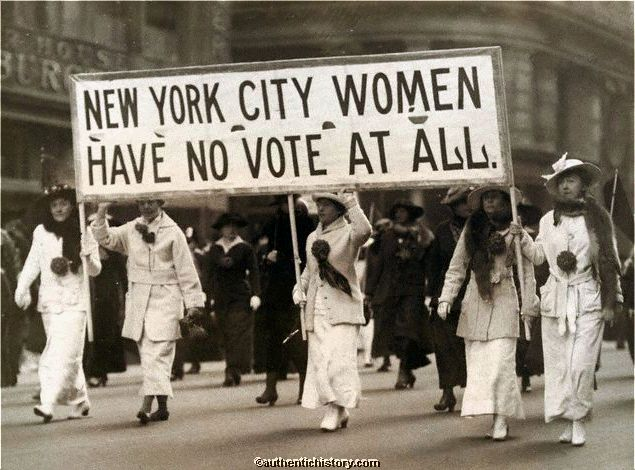 NEW YORK CITY WOMEN
HAVE NO VOTE AT ALL.
©authentichistory.com